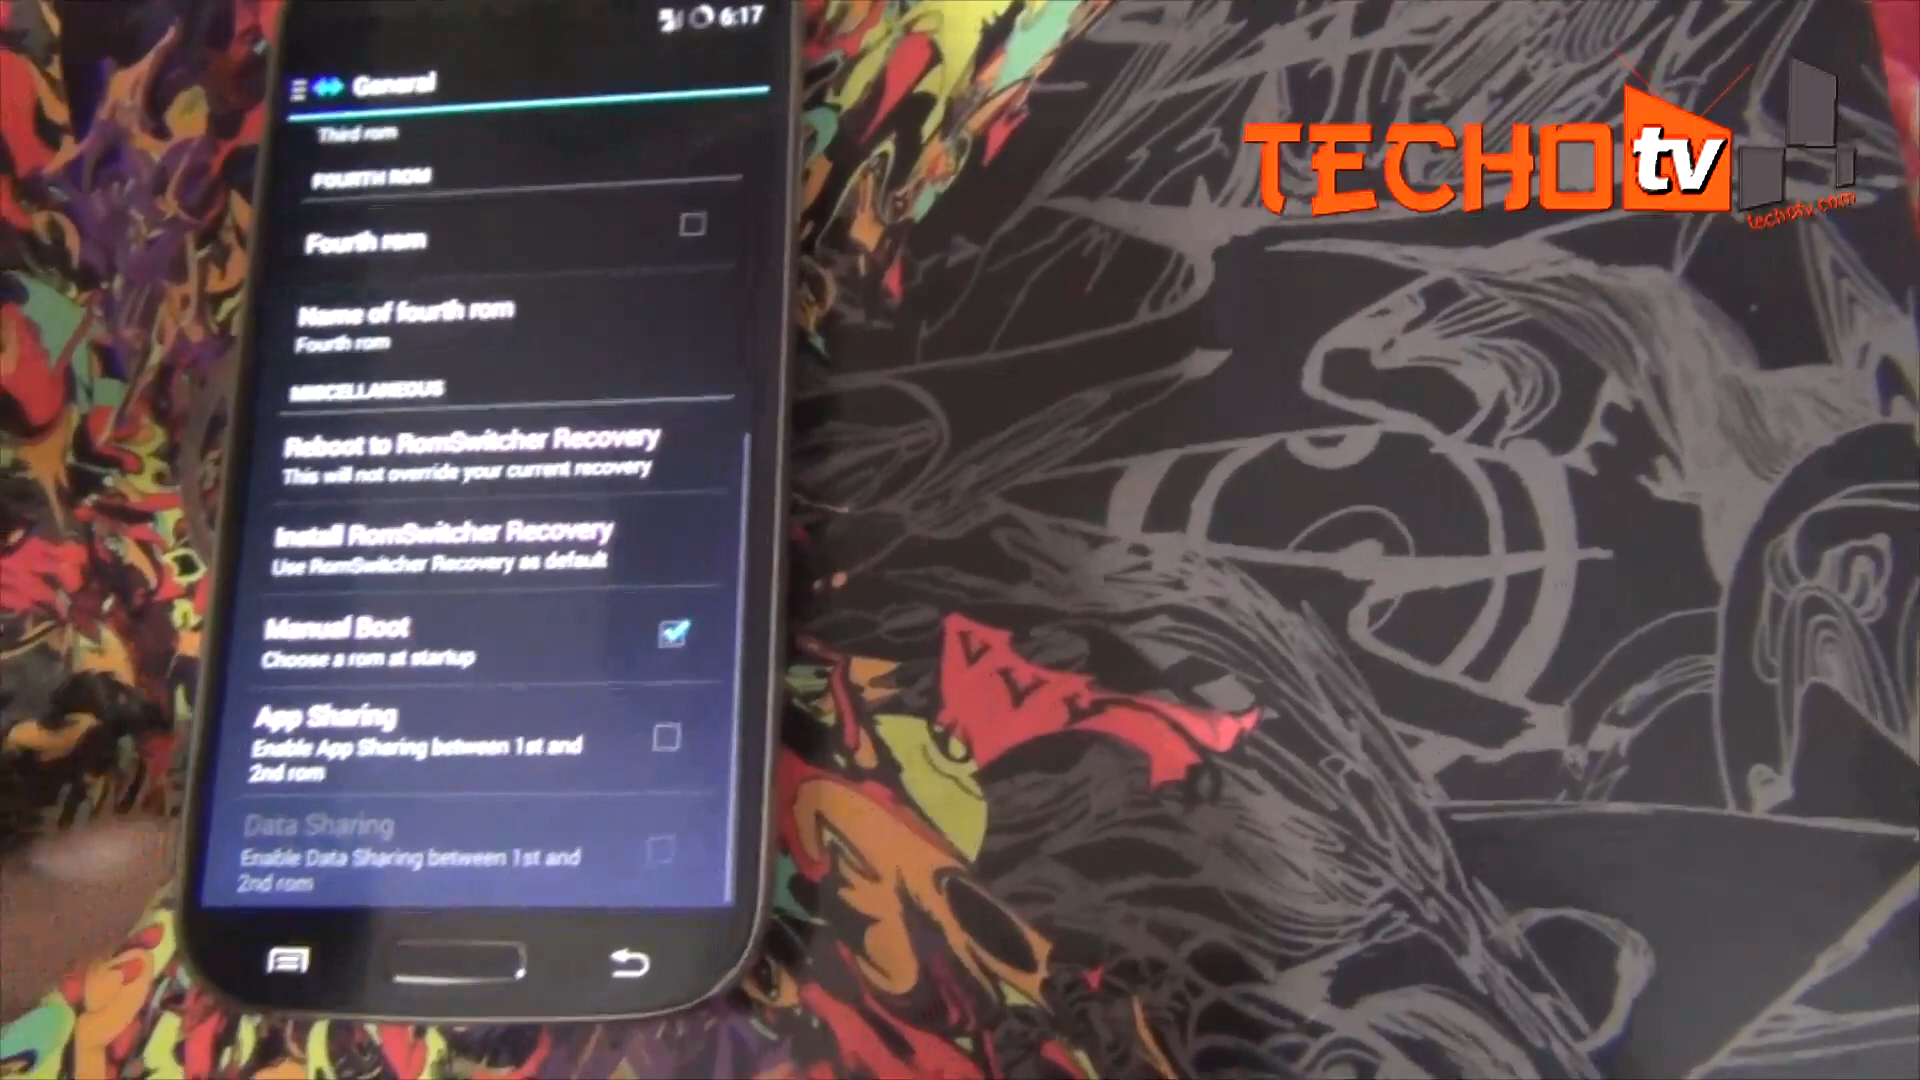 6:17
General
Third rom
FOURTH ROM
Fourth rom
Name of fourth rom
Fourth rom
MISCELLANEOUS
Reboot to RomSwitcher Recovery
This will not override your current recovery
Install RomSwitcher Recovery
Use RomSwitcher Recovery as default
Manual Boot
Choose a rom at startup
App Sharing
Enable App Sharing between 1st and
2nd rom
Data Sharing
Enable Data Sharing between 1st and
2nd rom
TECHO tv
techotv.com